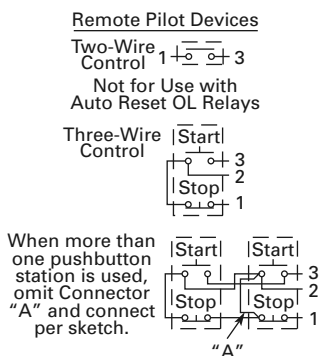 Remote Pilot Devices
Two-Wire
Control 1 3
Not for Use with
Auto Reset OL Relays
Three-Wire
Control
Start
3
2
Stop
1
When more than
one pushbutton
station is used,
omit Connector
“A” and connect
per sketch.
Start Start
3
2
Stop Stop
1
“A”